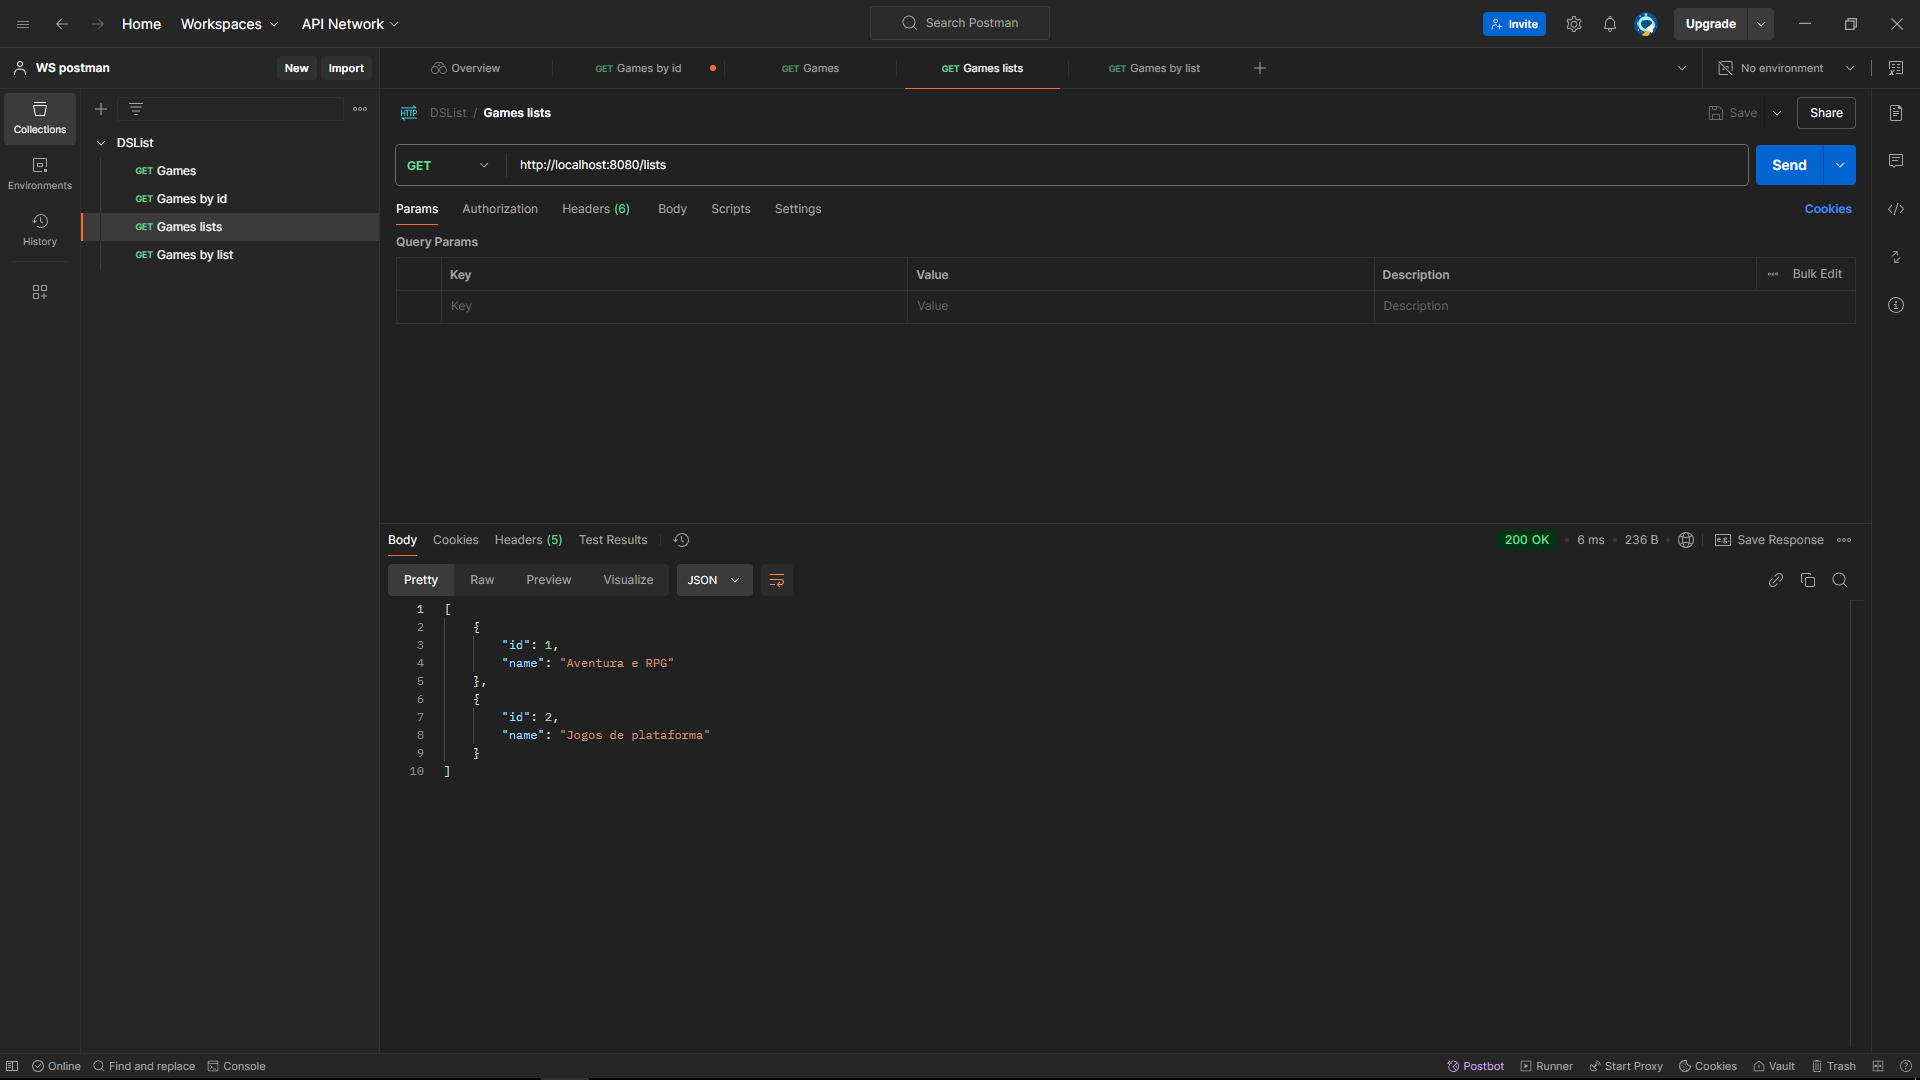 Home
Workspaces
API Network
Search Postman
Invite
Upgrade
WS postman
New
Import
Overview
GET Games by id
GET Games
GET Games lists
GET Games by list
No environment
Collections
Environments
History
DSList
GET Games
GET Games by id
GET Games lists
GET Games by list
HTTP DSList / Games lists
Save
Share
GET http://localhost:8080/lists
Send
Params Authorization Headers (6) Body Scripts Settings
Cookies
Query Params
Key Value Description Bulk Edit
Key Value Description
Body Cookies Headers (5) Test Results
200 OK • 6 ms • 236 B
e.g. Save Response
Pretty Raw Preview Visualize JSON
1 [
2 {
3 "id": 1,
4 "name": "Aventura e RPG"
5 },
6 {
7 "id": 2,
8 "name": "Jogos de plataforma"
9 }
10 ]
Online Find and replace Console
Postbot Runner Start Proxy Cookies Vault Trash